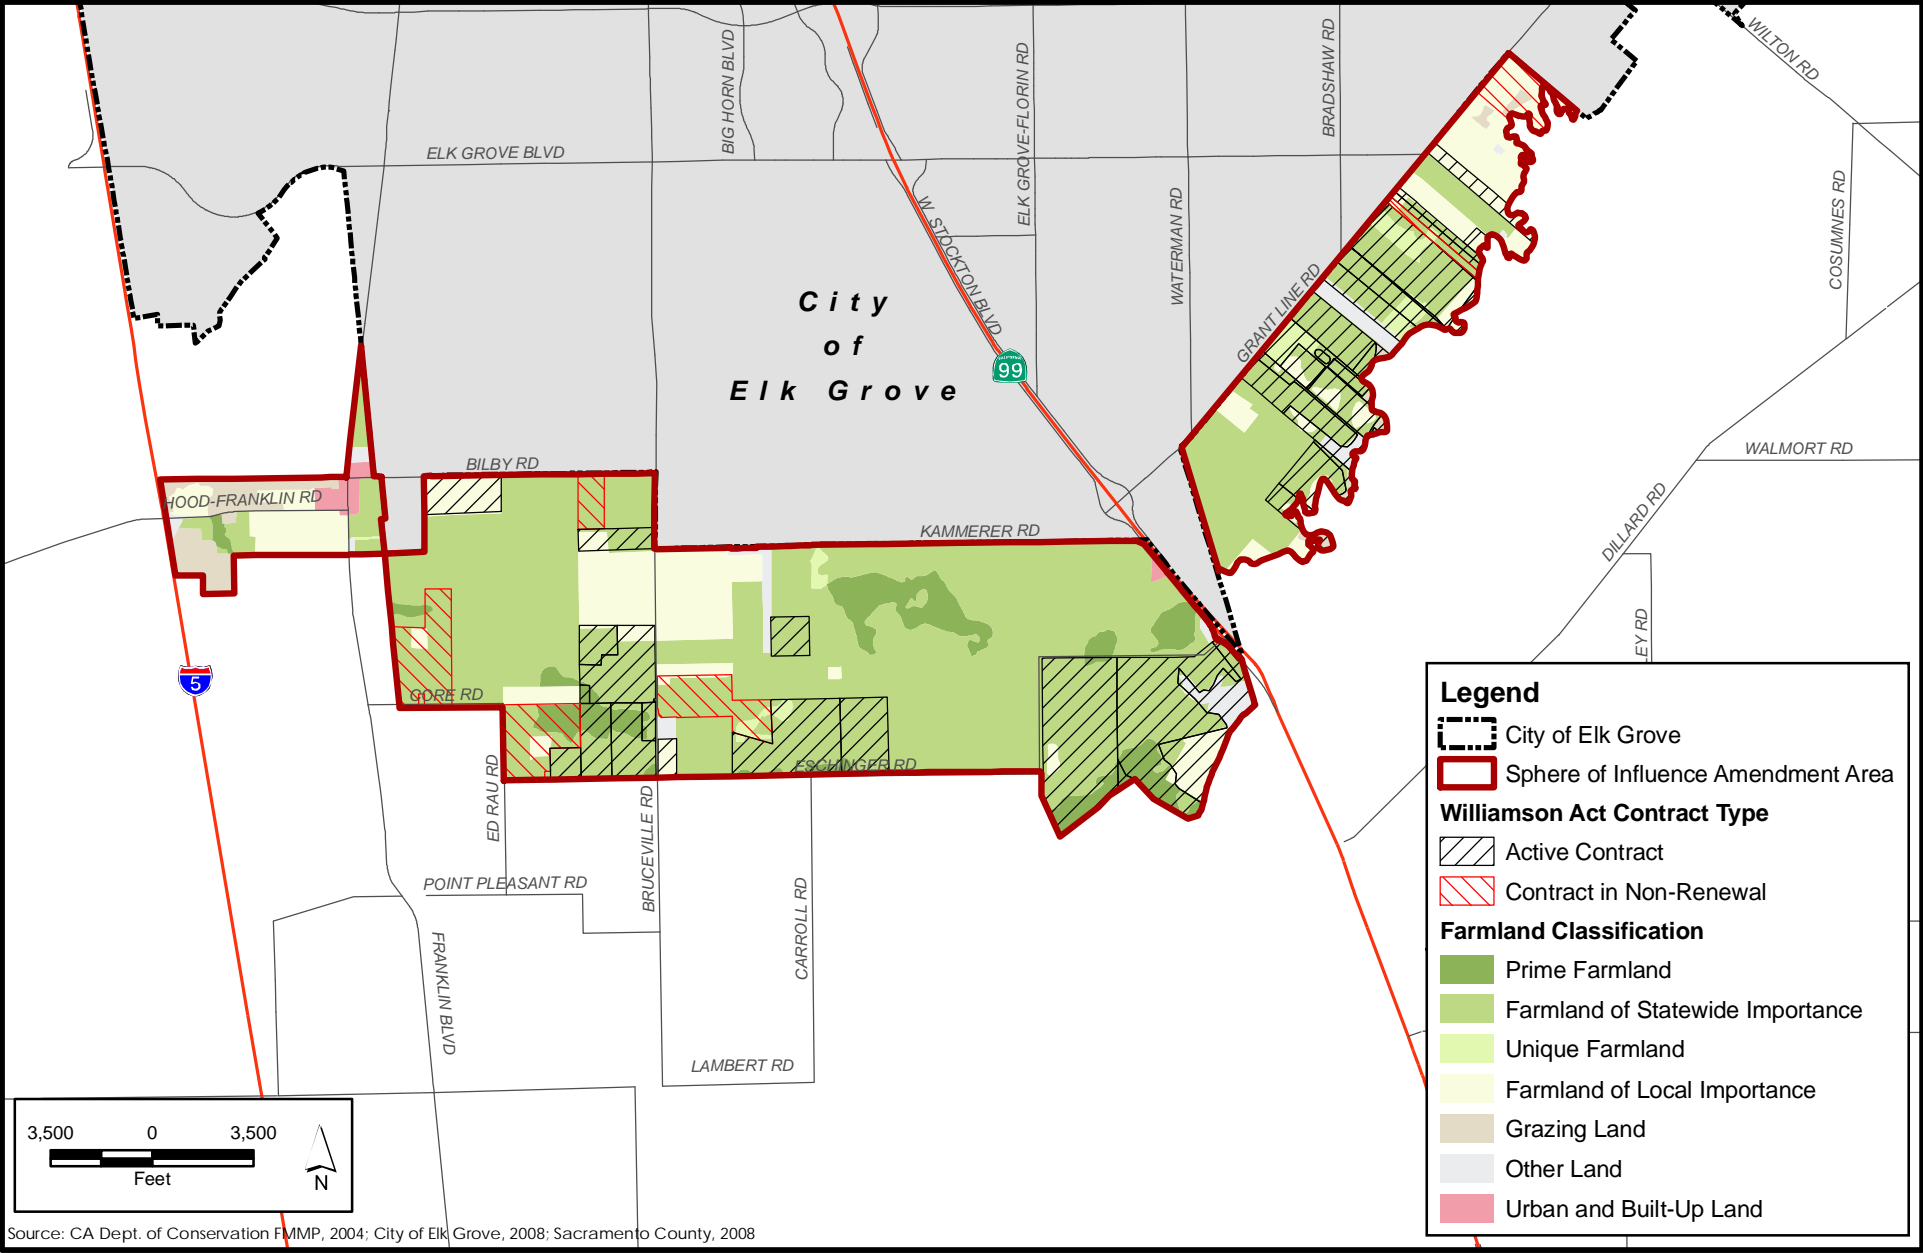 WILTON RD
BIG HORN BLVD
ELK GROVE-FLORIN RD
BRADSHAW RD
ELK GROVE BLVD
COSUMNES RD
W. STOCKTON BLVD
WATERMAN RD
GRANT LINE RD
City
of
Elk Grove
CALIFORNIA
99
BILBY RD
HOOD-FRANKLIN RD
KAMMERER RD
WALMORT RD
DILLARD RD
LEY RD
5
CORE RD
ESCHINGER RD
ED RAU RD
BRUCEVILLE RD
POINT PLEASANT RD
CARROLL RD
FRANKLIN BLVD
LAMBERT RD
Legend
City of Elk Grove
Sphere of Influence Amendment Area
Williamson Act Contract Type
Active Contract
Contract in Non-Renewal
Farmland Classification
Prime Farmland
Farmland of Statewide Importance
Unique Farmland
Farmland of Local Importance
Grazing Land
Other Land
Urban and Built-Up Land
3,500 0 3,500
Feet
N
Source: CA Dept. of Conservation FMMP, 2004; City of Elk Grove, 2008; Sacramento County, 2008